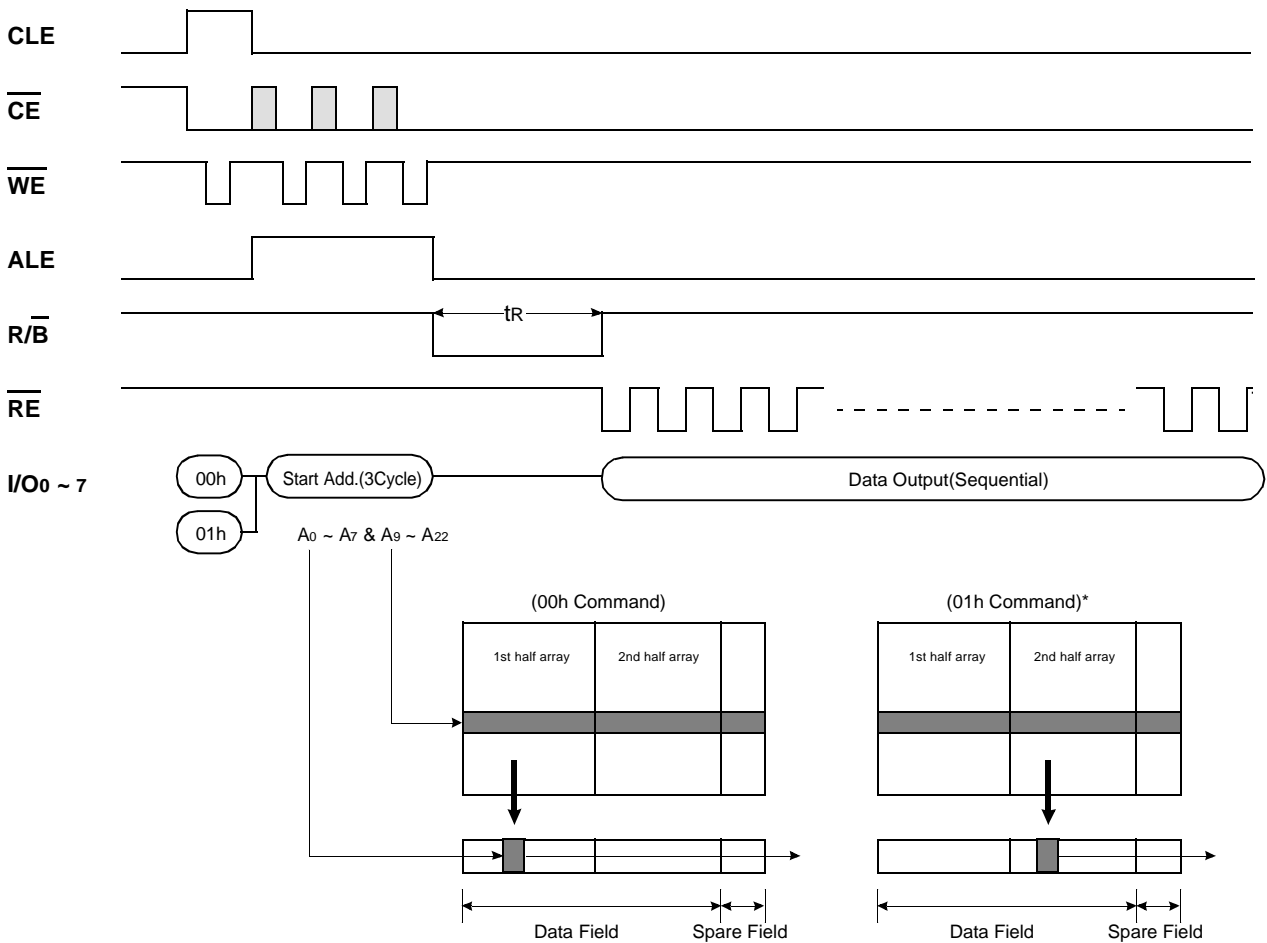 CLE
CE
WE
ALE
R/B
tR
RE
I/O0 ~ 7
00h
Start Add.(3Cycle)
Data Output(Sequential)
01h
A0 ~ A7 & A9 ~ A22
(00h Command)
(01h Command)*
1st half array
2nd half array
1st half array
2nd half array
Data Field
Spare Field
Data Field
Spare Field